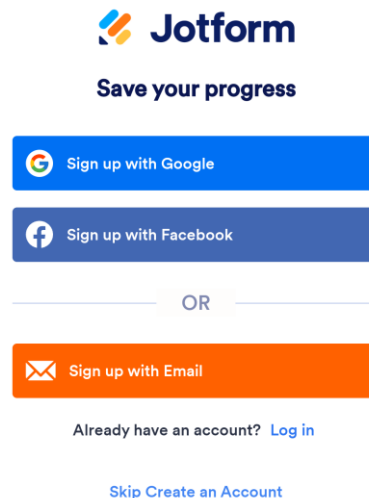 Jotform
Save your progress
Sign up with Google
Sign up with Facebook
OR
Sign up with Email
Already have an account? Log in
Skip Create an Account